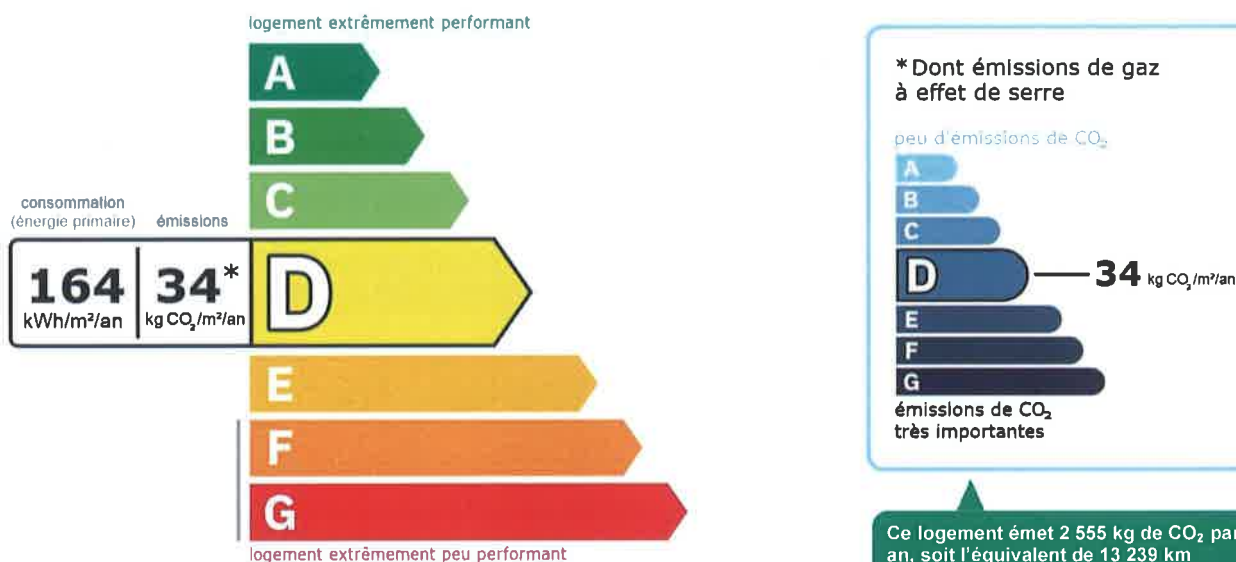 logement extrêmement performant
A
B
C
consommation
(énergie primaire)
émissions
164
kWh/m²/an
34*
kg CO₂/m²/an
D
E
F
G
logement extrêmement peu performant
*Dont émissions de gaz
à effet de serre
peu d'émissions de CO₂
A
B
C
D
34 kg CO₂/m²/an
E
F
G
émissions de CO₂
très importantes
Ce logement émet 2 555 kg de CO₂ par
an, soit l'équivalent de 13 239 km